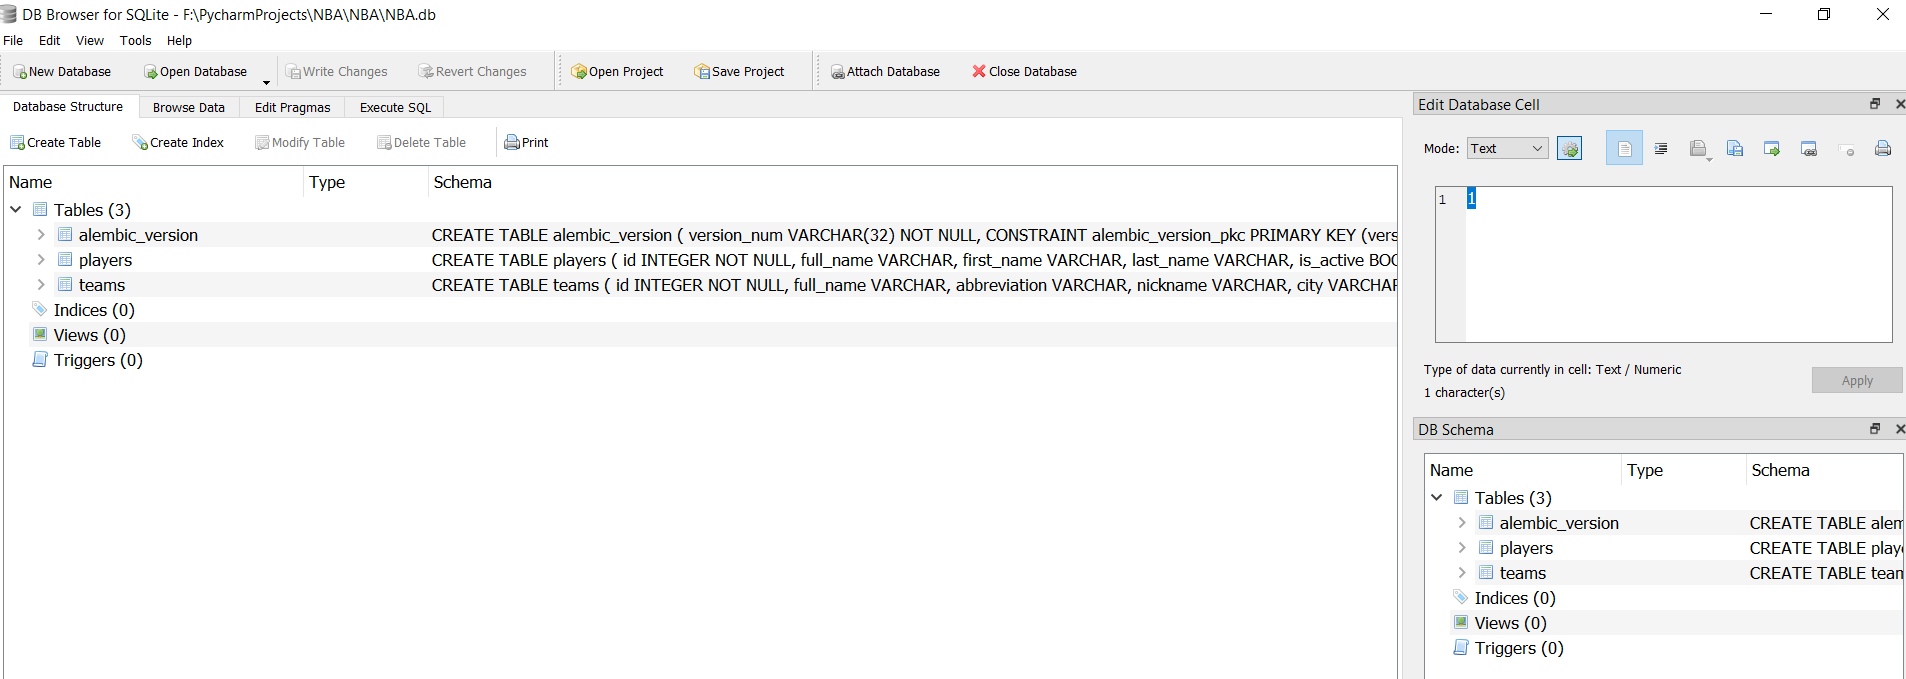 DB Browser for SQLite - F:\PycharmProjects\NBA\NBA\NBA.db
File Edit View Tools Help
New Database Open Database Write Changes Revert Changes Open Project Save Project Attach Database Close Database
Database Structure Browse Data Edit Pragmas Execute SQL
Create Table Create Index Modify Table Delete Table Print
Name Type Schema
Tables (3)
alembic_version CREATE TABLE alembic_version ( version_num VARCHAR(32) NOT NULL, CONSTRAINT alembic_version_pkc PRIMARY KEY (vers
players CREATE TABLE players ( id INTEGER NOT NULL, full_name VARCHAR, first_name VARCHAR, last_name VARCHAR, is_active BOO
teams CREATE TABLE teams ( id INTEGER NOT NULL, full_name VARCHAR, abbreviation VARCHAR, nickname VARCHAR, city VARCHAR
Indices (0)
Views (0)
Triggers (0)
Edit Database Cell
Mode: Text
1 1
Type of data currently in cell: Text / Numeric
1 character(s)
Apply
DB Schema
Name Type Schema
Tables (3)
alembic_version CREATE TABLE alem
players CREATE TABLE playe
teams CREATE TABLE team
Indices (0)
Views (0)
Triggers (0)